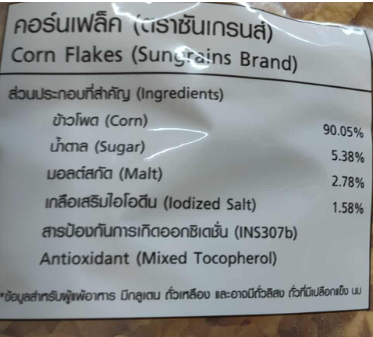 คอร์นเฟล็ค (ตราซันเกรนส์)
Corn Flakes (Sungrains Brand)
ส่วนประกอบที่สำคัญ (Ingredients)
ข้าวโพด (Corn) 90.05%
น้ำตาล (Sugar) 5.38%
มอลต์สกัด (Malt) 2.78%
เกลือเสริมไอโอดีน (Iodized Salt) 1.58%
สารป้องกันการเกิดออกซิเดชั่น (INS307b)
Antioxidant (Mixed Tocopherol)
*ข้อมูลสำหรับผู้แพ้อาหาร มีกลูเตน ถั่วเหลือง และอาจมีถั่วลิสง ถั่วที่มีเปลือกแข็ง นม